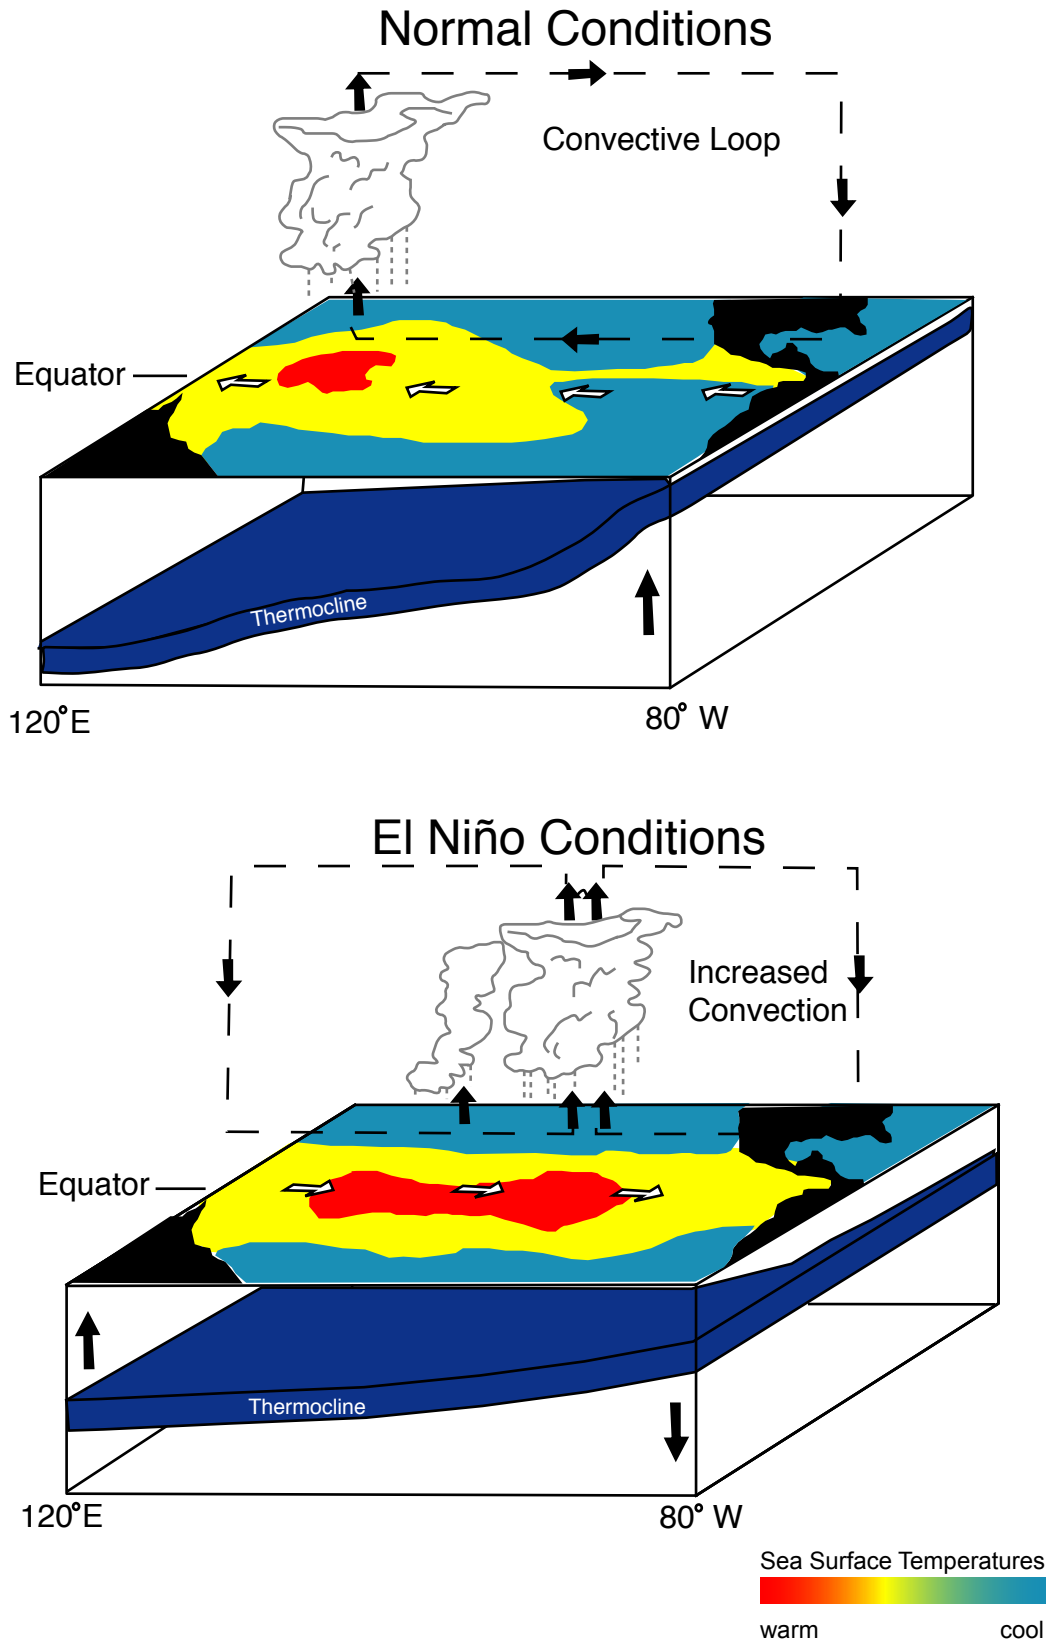 Normal Conditions
Convective Loop
Equator
Thermocline
120°E
80° W
El Niño Conditions
Increased
Convection
Equator
Thermocline
120°E
80° W
Sea Surface Temperatures
warm
cool